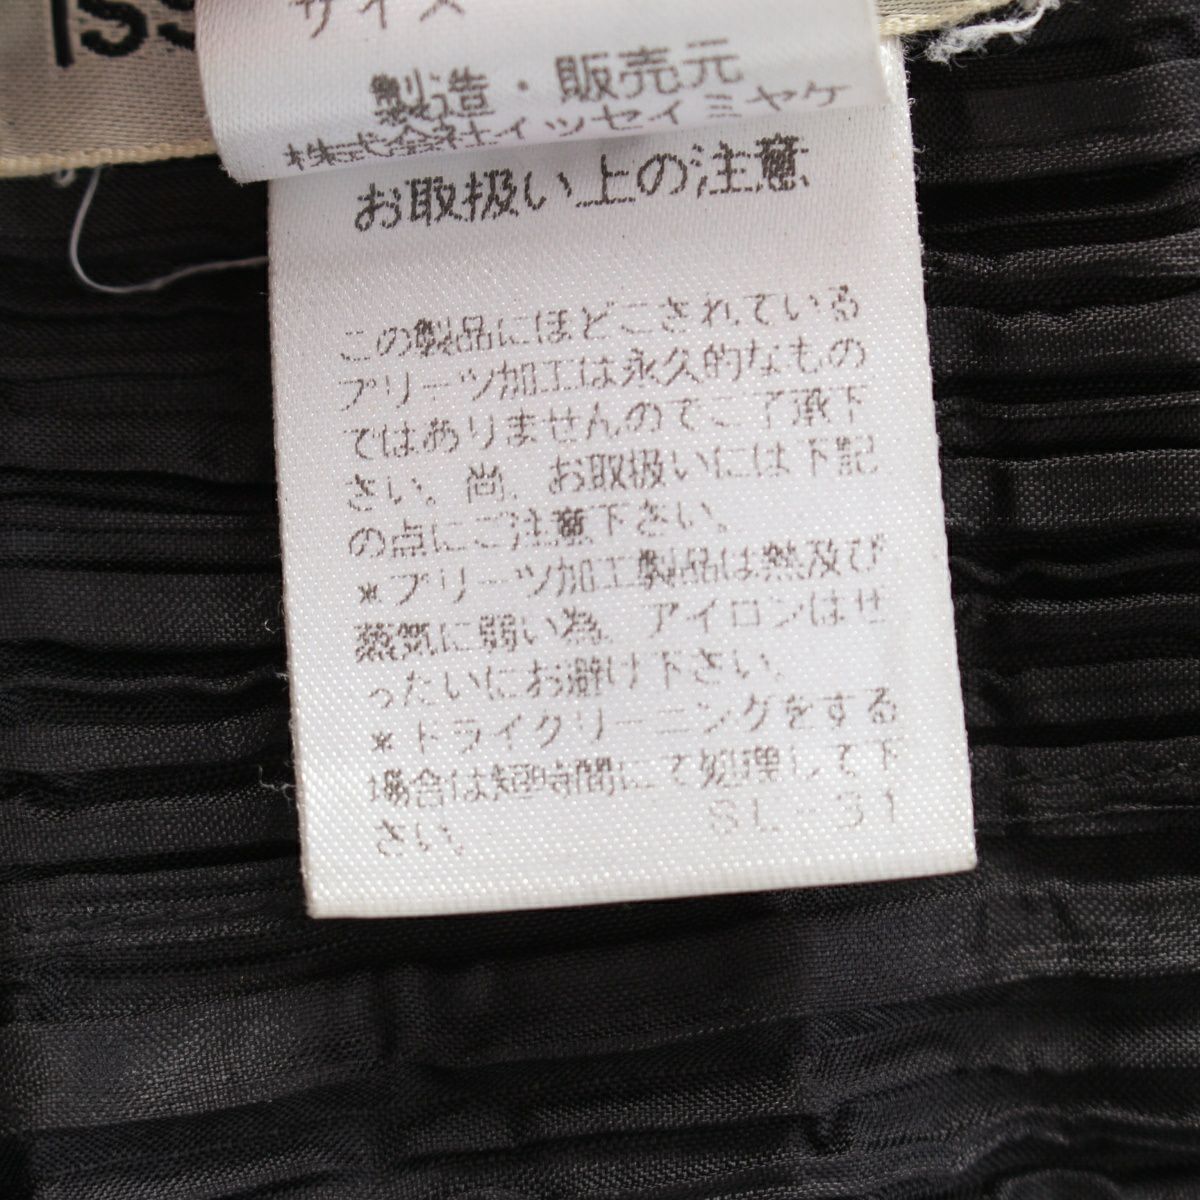 ISS
サイズ
製造・販売元
株式会社イッセイミヤケ
お取扱い上の注意
この製品にほどこされている
プリーツ加工は永久的なもの
ではありませんのでご了承下
さい。尚、お取扱いには下記
の点にご注意下さい。
*プリーツ加工製品は熱及び
蒸気に弱い為、アイロンはぜ
ったいにお避け下さい。
*ドライクリーニングをする
場合は短時間にて処理して下
さい。 SL-31